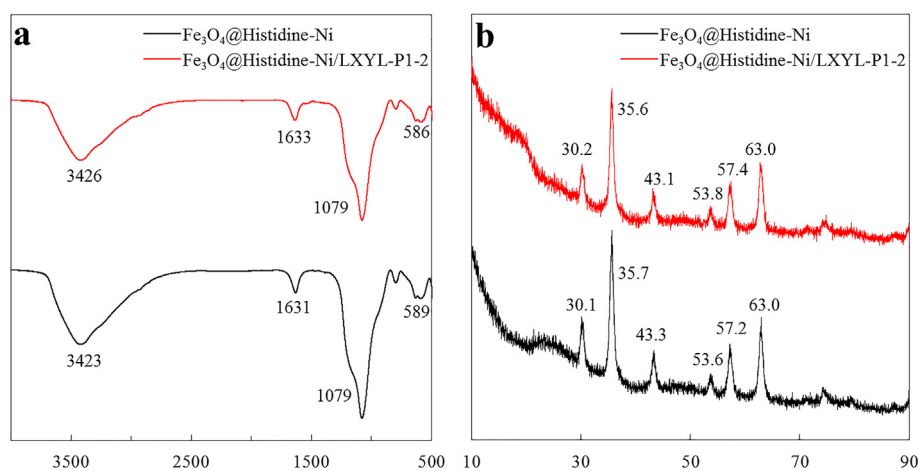 a
Fe₃O₄@Histidine-Ni
Fe₃O₄@Histidine-Ni/LXYL-P1-2
3426
1633
1079
586
3423
1631
1079
589
3500 2500 1500 500
b
Fe₃O₄@Histidine-Ni
Fe₃O₄@Histidine-Ni/LXYL-P1-2
30.2
35.6
43.1
53.8
57.4
63.0
30.1
35.7
43.3
53.6
57.2
63.0
10 30 50 70 90